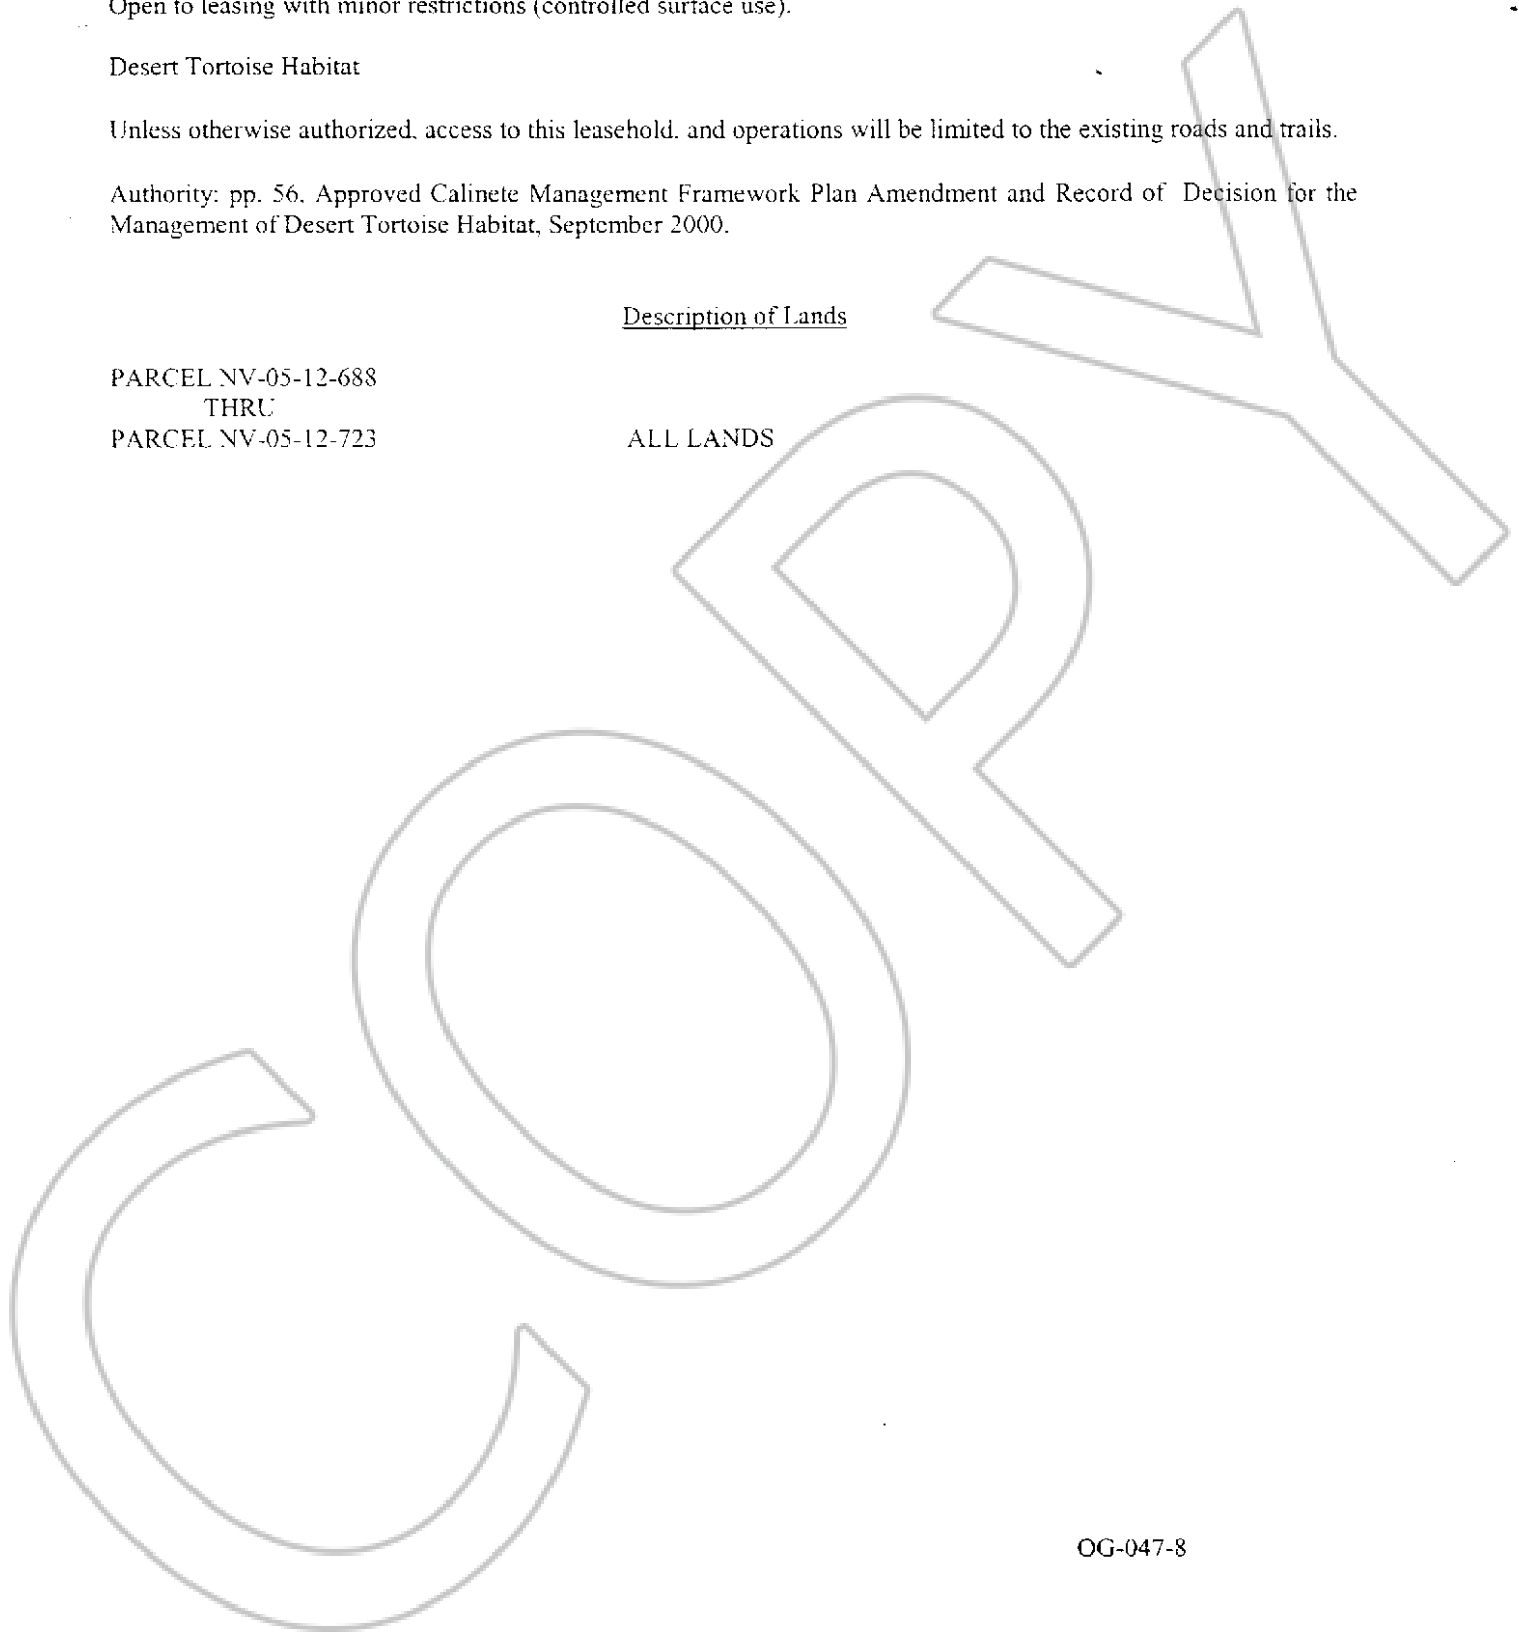 Open to leasing with minor restrictions (controlled surface use).
Desert Tortoise Habitat
Unless otherwise authorized, access to this leasehold. and operations will be limited to the existing roads and trails.
Authority: pp. 56. Approved Calinete Management Framework Plan Amendment and Record of Decision for the
Management of Desert Tortoise Habitat, September 2000.
Description of Lands
PARCEL NV-05-12-688
THRU
PARCEL NV-05-12-723 ALL LANDS
COPY
OG-047-8